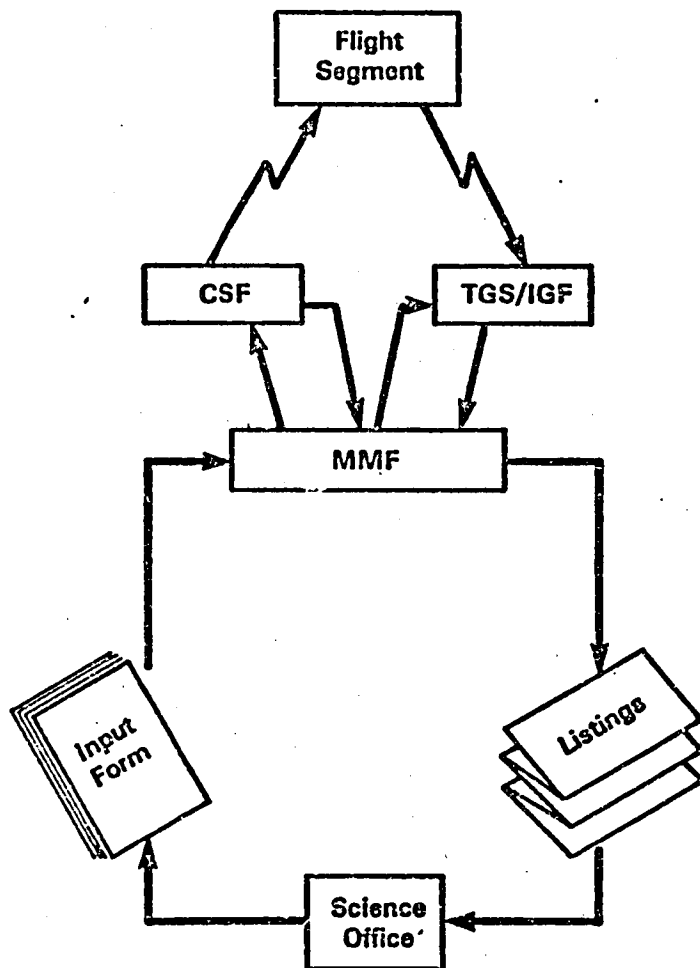 Flight
Segment
CSF
TGS/IGF
MMF
Input
Form
Listings
Science
Office